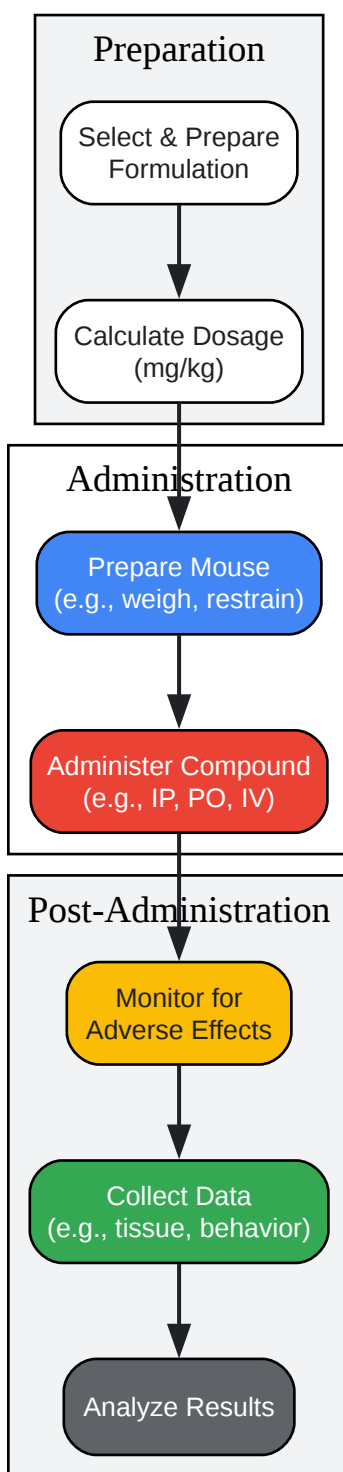 Preparation
Select & Prepare
Formulation
Calculate Dosage
(mg/kg)
Administration
Prepare Mouse
(e.g., weigh, restrain)
Administer Compound
(e.g., IP, PO, IV)
Post-Administration
Monitor for
Adverse Effects
Collect Data
(e.g., tissue, behavior)
Analyze Results